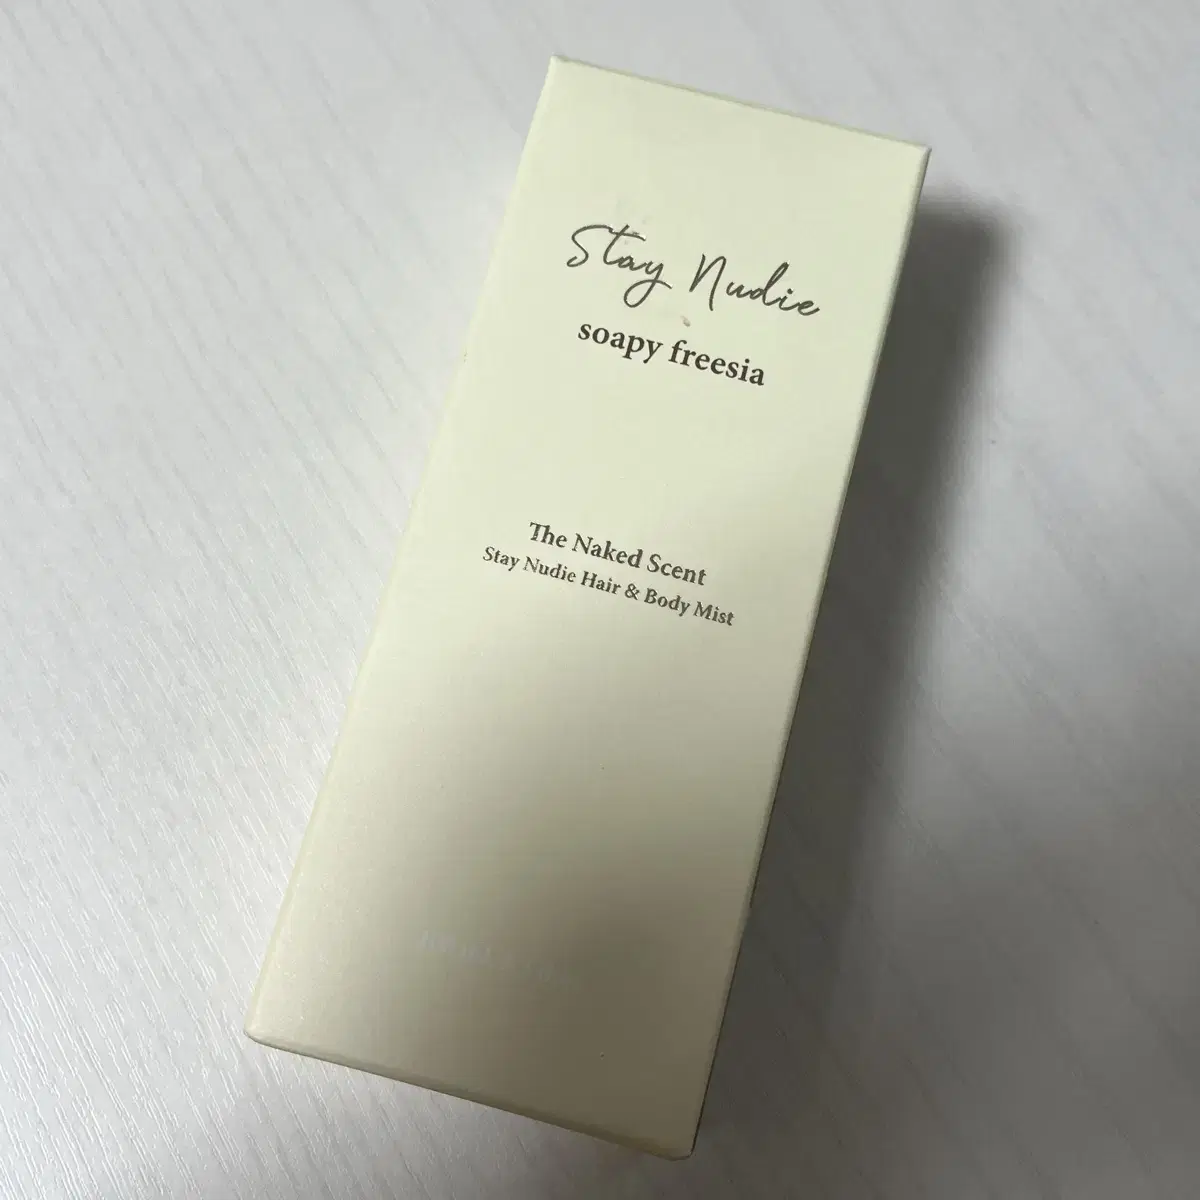 Stay Nudie
soapy freesia
The Naked Scent
Stay Nudie Hair & Body Mist